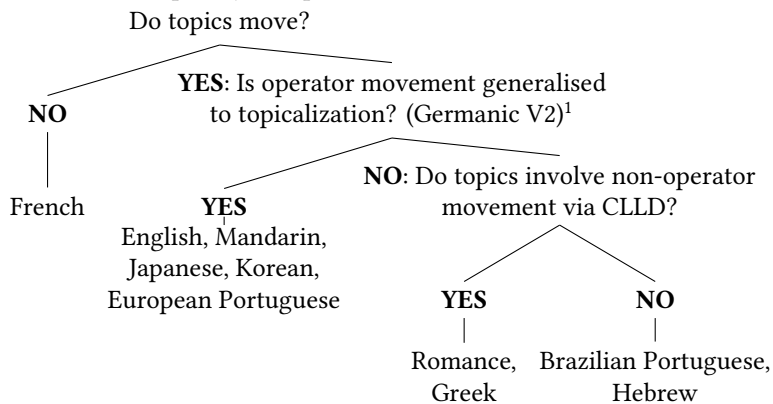 Do topics move?
YES: Is operator movement generalised
to topicalization? (Germanic V2)¹
NO
NO: Do topics involve non-operator
movement via CLLD?
French
YES
English, Mandarin,
Japanese, Korean,
European Portuguese
YES
NO
Romance,
Greek
Brazilian Portuguese,
Hebrew